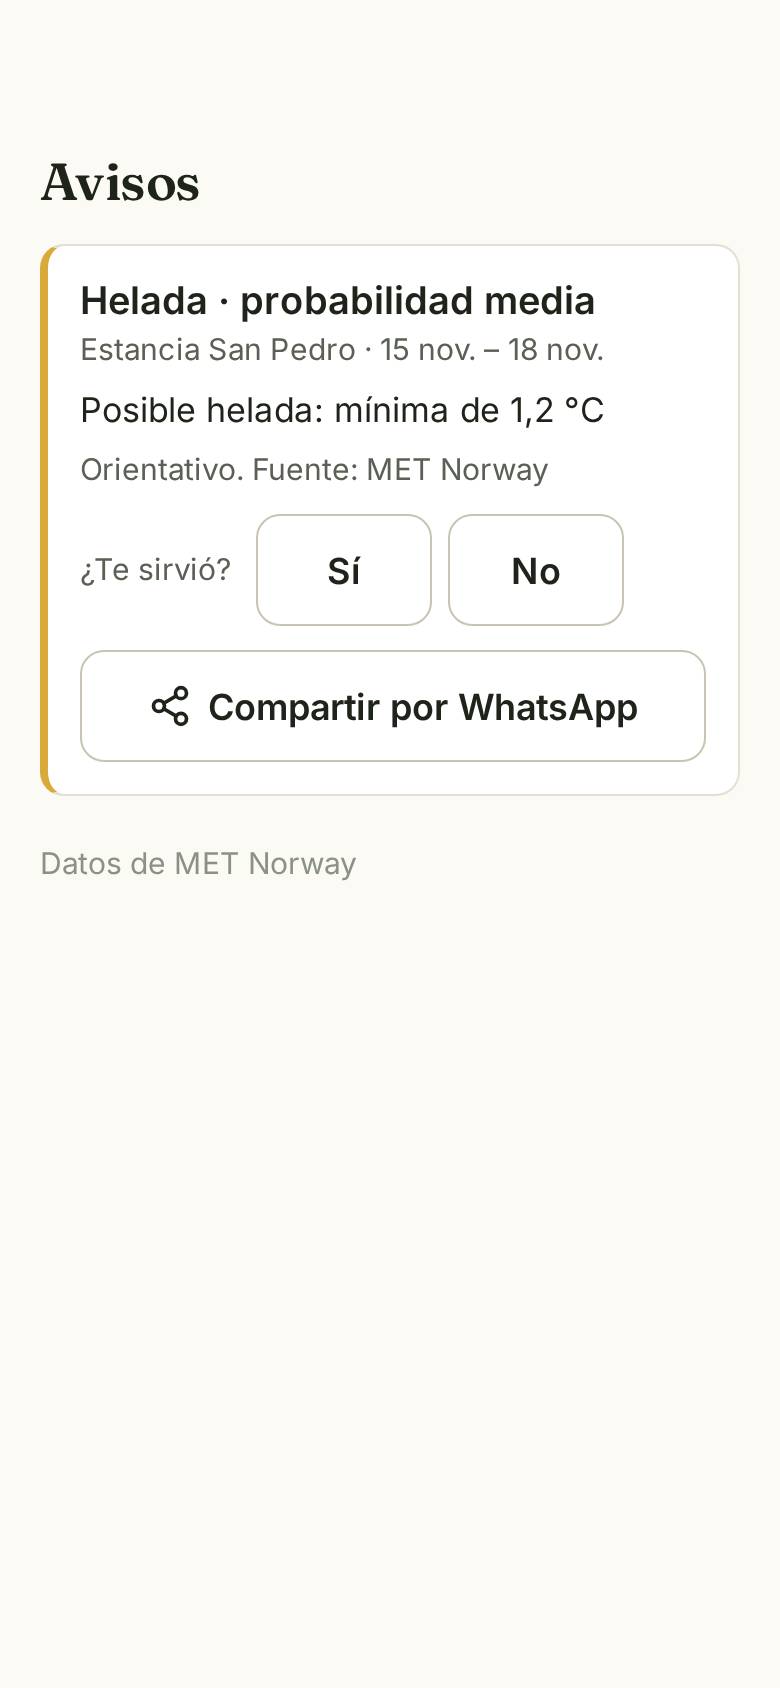 Avisos
Helada · probabilidad media
Estancia San Pedro · 15 nov. – 18 nov.
Posible helada: mínima de 1,2 °C
Orientativo. Fuente: MET Norway
¿Te sirvió? Sí No
Compartir por WhatsApp
Datos de MET Norway